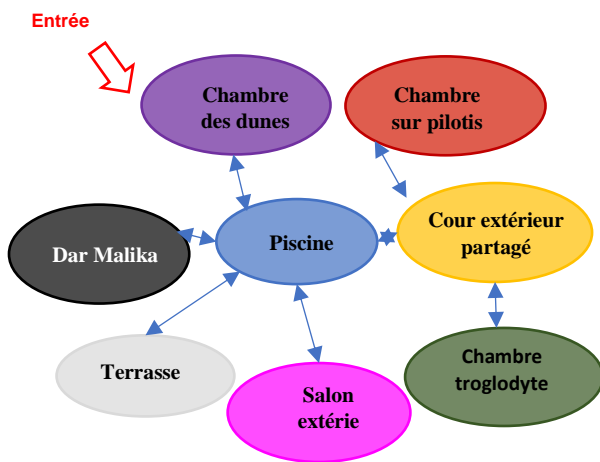 Entrée
Chambre
des dunes
Chambre
sur pilotis
Dar Malika
Piscine
Cour extérieur
partagé
Terrasse
Salon
extérie
Chambre
troglodyte